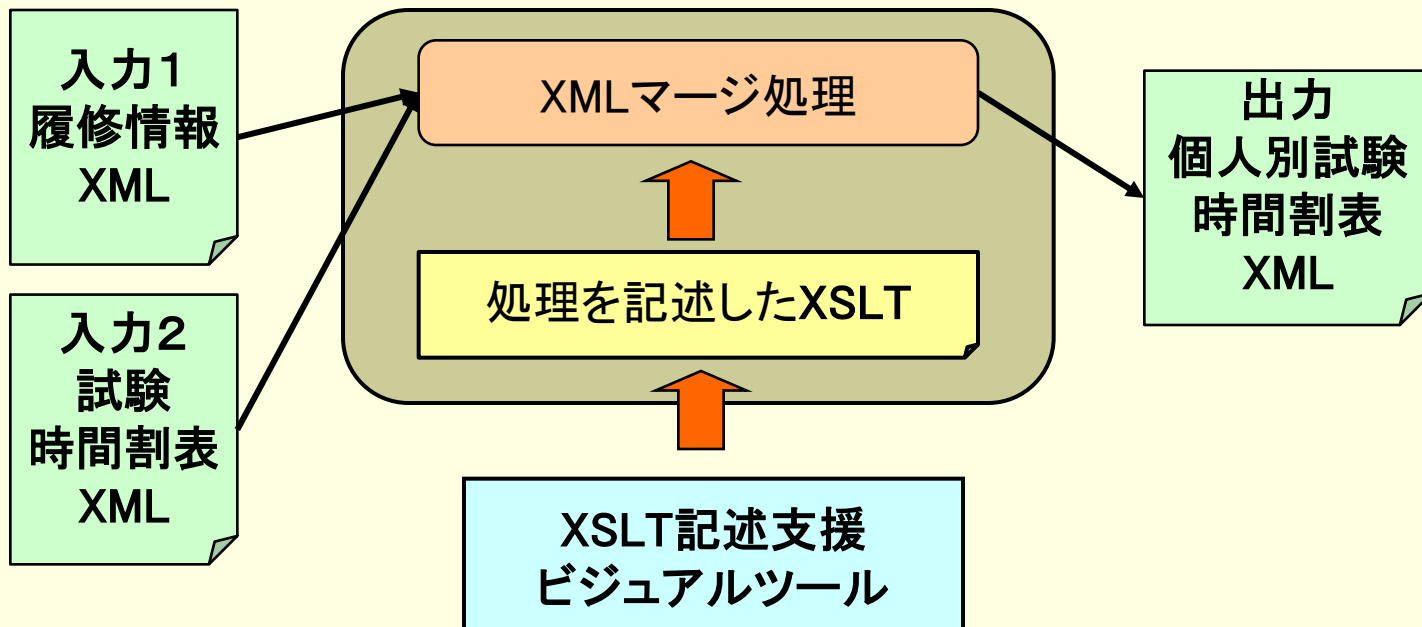 入力１
履修情報
XML
入力２
試験
時間割表
XML
XMLマージ処理
処理を記述したXSLT
XSLT記述支援
ビジュアルツール
出力
個人別試験
時間割表
XML